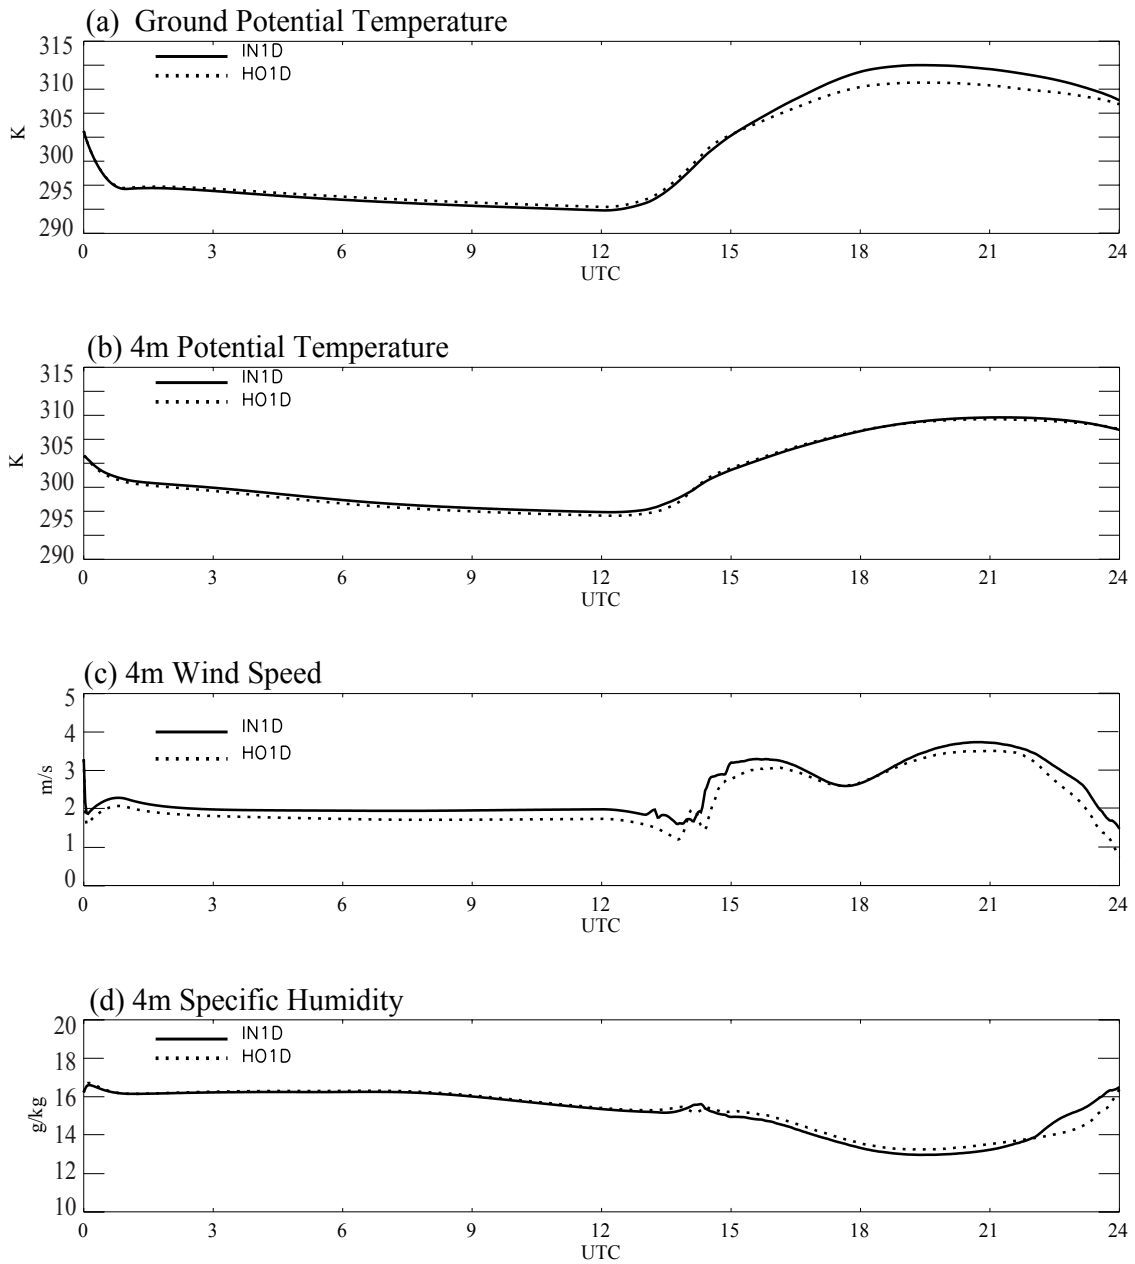 (a) Ground Potential Temperature
315
IN1D
HO1D
310
305
K
300
295
290
0 3 6 9 12 15 18 21 24
UTC
(b) 4m Potential Temperature
315
IN1D
HO1D
310
305
K
300
295
290
0 3 6 9 12 15 18 21 24
UTC
(c) 4m Wind Speed
5
IN1D
4
HO1D
3
m/s
2
1
0
0 3 6 9 12 15 18 21 24
UTC
(d) 4m Specific Humidity
20
IN1D
HO1D
18
16
g/kg
14
12
10
0 3 6 9 12 15 18 21 24
UTC